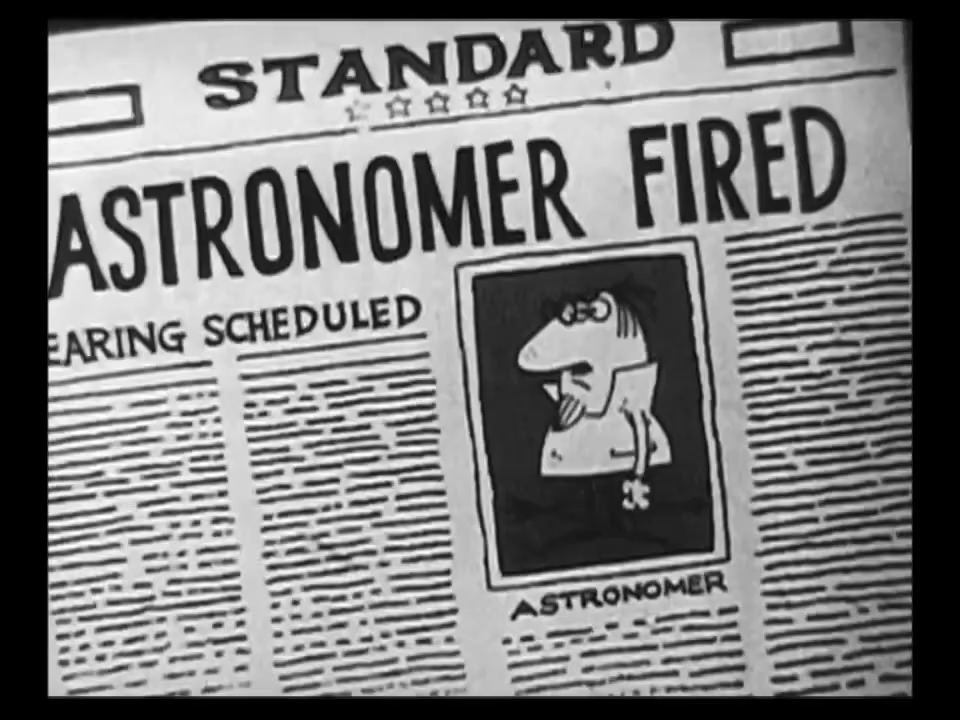 STANDARD
ASTRONOMER FIRED
EARING SCHEDULED
ASTRONOMER